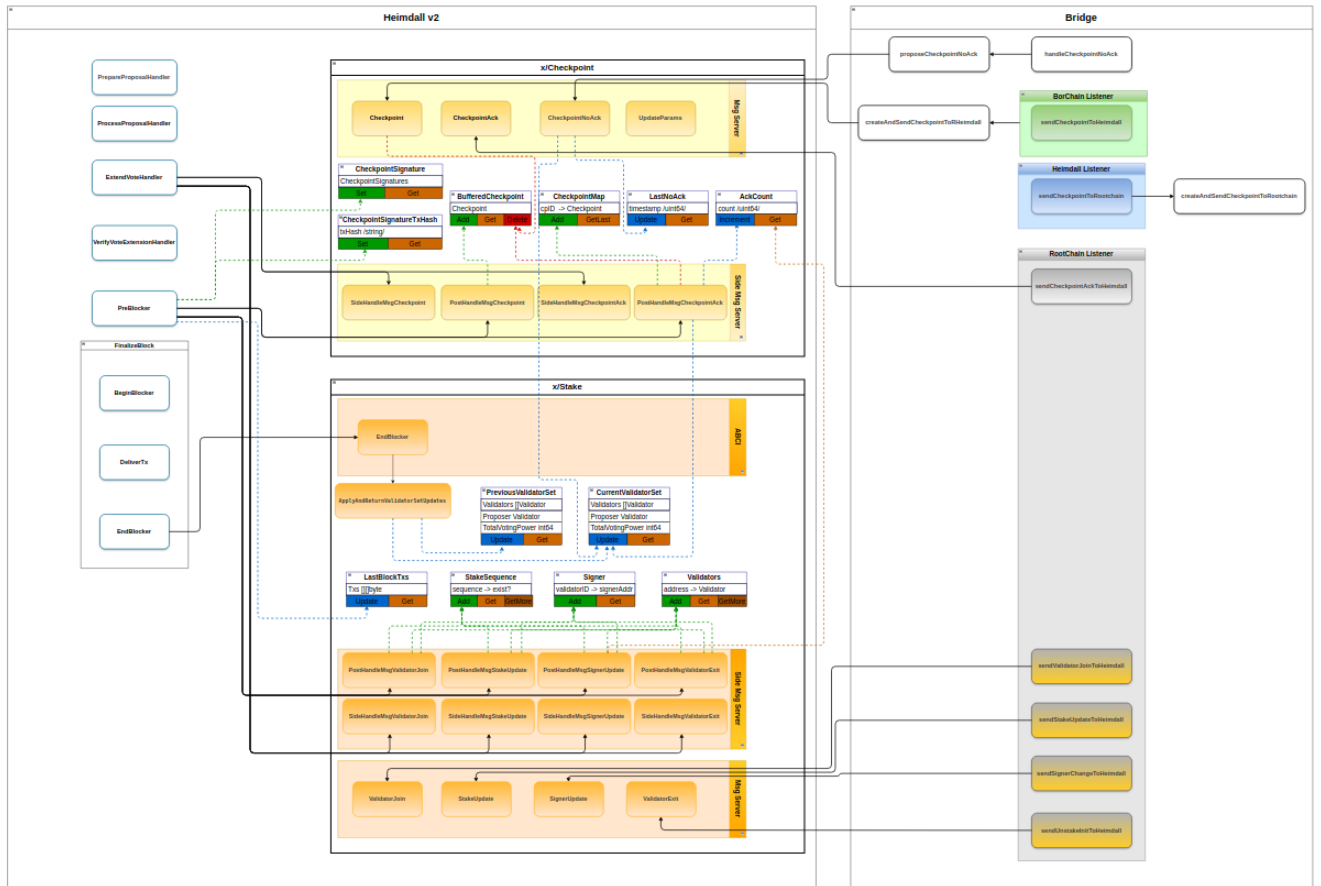 Heimdall v2
PrepareProposalHandler
ProcessProposalHandler
ExtendVoteHandler
VerifyVoteExtensionHandler
PreBlocker
FinalizeBlock
BeginBlocker
DeliverTx
EndBlocker
x/Checkpoint
Checkpoint
CheckpointAck
CheckpointNoAck
UpdateParams
Msg Server
CheckpointSignature
CheckpointSignatures
Set Get
CheckpointSignatureTxHash
txHash /string/
Set Get
BufferedCheckpoint
Checkpoint
Add Get Delete
CheckpointMap
cpID -> Checkpoint
Add GetLast
LastNoAck
timestamp /uint64/
Update Get
AckCount
count /uint64/
Increment Get
SideHandleMsgCheckpoint
PostHandleMsgCheckpoint
SideHandleMsgCheckpointAck
PostHandleMsgCheckpointAck
Side Msg Server
x/Stake
EndBlocker
ABCI
ApplyAndReturnValidatorSetUpdates
PreviousValidatorSet
Validators []Validator
Proposer Validator
TotalVotingPower int64
Update Get
CurrentValidatorSet
Validators []Validator
Proposer Validator
TotalVotingPower int64
Update Get
LastBlockTxs
Txs [][]byte
Update Get
StakeSequence
sequence -> exist?
Add Get GetMore
Signer
validatorID -> signerAddr
Add Get
Validators
address -> Validator
Add Get GetMore
PostHandleMsgValidatorJoin
PostHandleMsgStakeUpdate
PostHandleMsgSignerUpdate
PostHandleMsgValidatorExit
SideHandleMsgValidatorJoin
SideHandleMsgStakeUpdate
SideHandleMsgSignerUpdate
SideHandleMsgValidatorExit
Side Msg Server
ValidatorJoin
StakeUpdate
SignerUpdate
ValidatorExit
Msg Server
Bridge
proposeCheckpointNoAck
handleCheckpointNoAck
createAndSendCheckpointToRHeimdall
BorChain Listener
sendCheckpointToHeimdall
Heimdall Listener
sendCheckpointToRootchain
createAndSendCheckpointToRootchain
RootChain Listener
sendCheckpointAckToHeimdall
sendValidatorJoinToHeimdall
sendStakeUpdateToHeimdall
sendSignerChangeToHeimdall
sendUnstakeInitToHeimdall